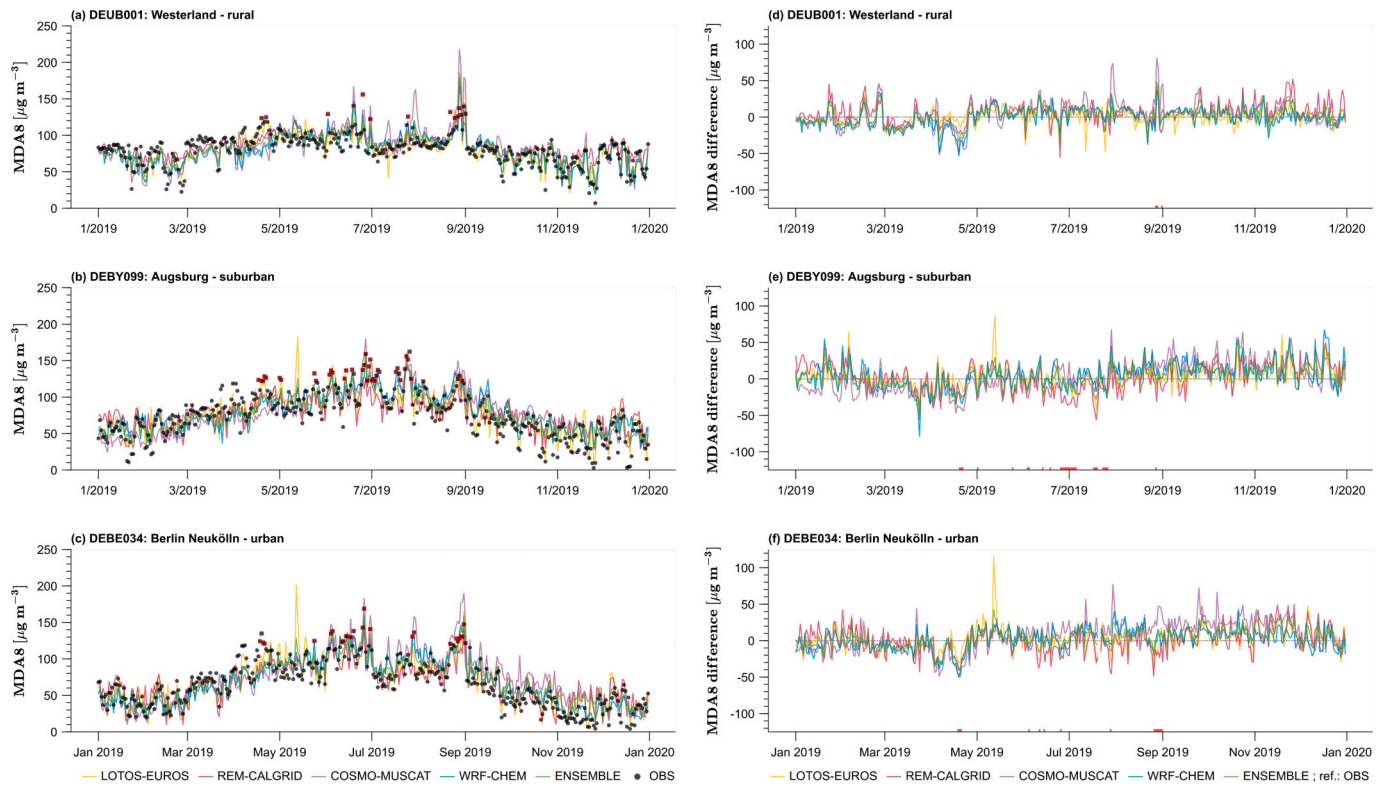 (a) DEUB001: Westerland - rural
MDA8 [μg m⁻³]
250
200
150
100
50
0
1/2019 3/2019 5/2019 7/2019 9/2019 11/2019 1/2020
(d) DEUB001: Westerland - rural
MDA8 difference [μg m⁻³]
100
50
0
-50
-100
1/2019 3/2019 5/2019 7/2019 9/2019 11/2019 1/2020
(b) DEBY099: Augsburg - suburban
MDA8 [μg m⁻³]
250
200
150
100
50
0
1/2019 3/2019 5/2019 7/2019 9/2019 11/2019 1/2020
(e) DEBY099: Augsburg - suburban
MDA8 difference [μg m⁻³]
100
50
0
-50
-100
1/2019 3/2019 5/2019 7/2019 9/2019 11/2019 1/2020
(c) DEBE034: Berlin Neukölln - urban
MDA8 [μg m⁻³]
250
200
150
100
50
0
Jan 2019 Mar 2019 May 2019 Jul 2019 Sep 2019 Nov 2019 Jan 2020
LOTOS-EUROS REM-CALGRID COSMO-MUSCAT WRF-CHEM ENSEMBLE OBS
(f) DEBE034: Berlin Neukölln - urban
MDA8 difference [μg m⁻³]
100
50
0
-50
-100
Jan 2019 Mar 2019 May 2019 Jul 2019 Sep 2019 Nov 2019 Jan 2020
LOTOS-EUROS REM-CALGRID COSMO-MUSCAT WRF-CHEM ENSEMBLE ; ref.: OBS